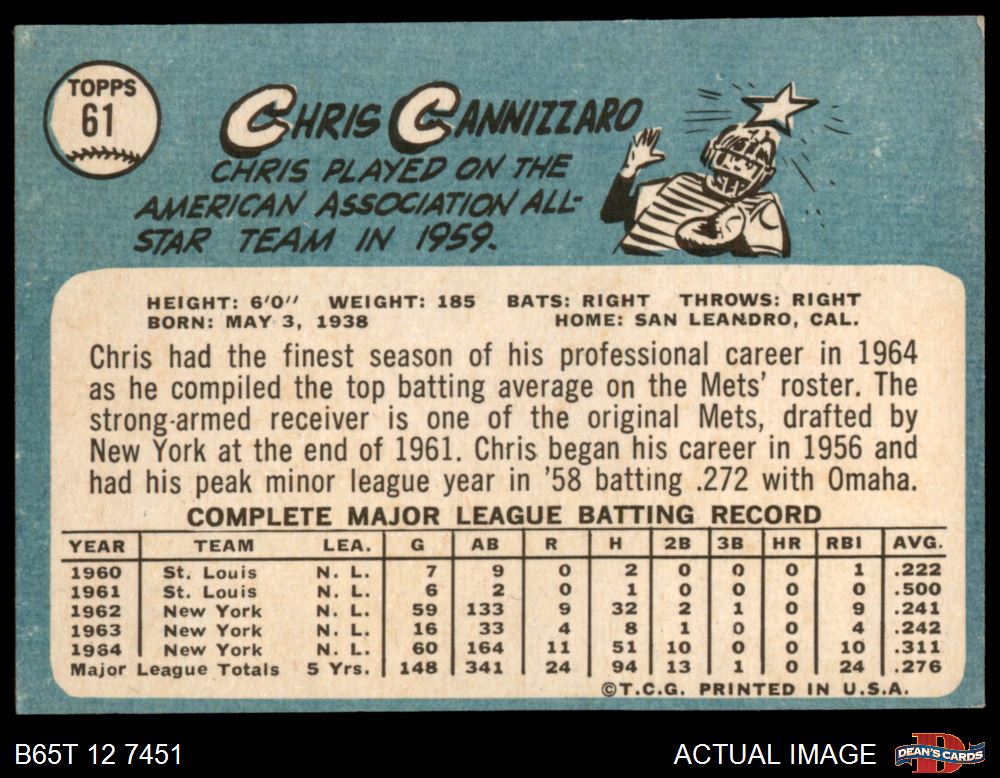 TOPPS
61
CHRIS CANNIZZARO
CHRIS PLAYED ON THE
AMERICAN ASSOCIATION ALL-
STAR TEAM IN 1959.
HEIGHT: 6'0" WEIGHT: 185 BATS: RIGHT THROWS: RIGHT
BORN: MAY 3, 1938 HOME: SAN LEANDRO, CAL.
Chris had the finest season of his professional career in 1964
as he compiled the top batting average on the Mets' roster. The
strong-armed receiver is one of the original Mets, drafted by
New York at the end of 1961. Chris began his career in 1956 and
had his peak minor league year in '58 batting .272 with Omaha.
COMPLETE MAJOR LEAGUE BATTING RECORD
YEAR TEAM LEA. G AB R H 2B 3B HR RBI AVG.
1960 St. Louis N. L. 7 9 0 2 0 0 0 1 .222
1961 St. Louis N. L. 6 2 0 1 0 0 0 0 .500
1962 New York N. L. 59 133 9 32 2 1 0 9 .241
1963 New York N. L. 16 33 4 8 1 0 0 4 .242
1964 New York N. L. 60 164 11 51 10 0 0 10 .311
Major League Totals 5 Yrs. 148 341 24 94 13 1 0 24 .276
©T.C.G. PRINTED IN U.S.A.
B65T 12 7451 ACTUAL IMAGE D DEAN'S CARDS